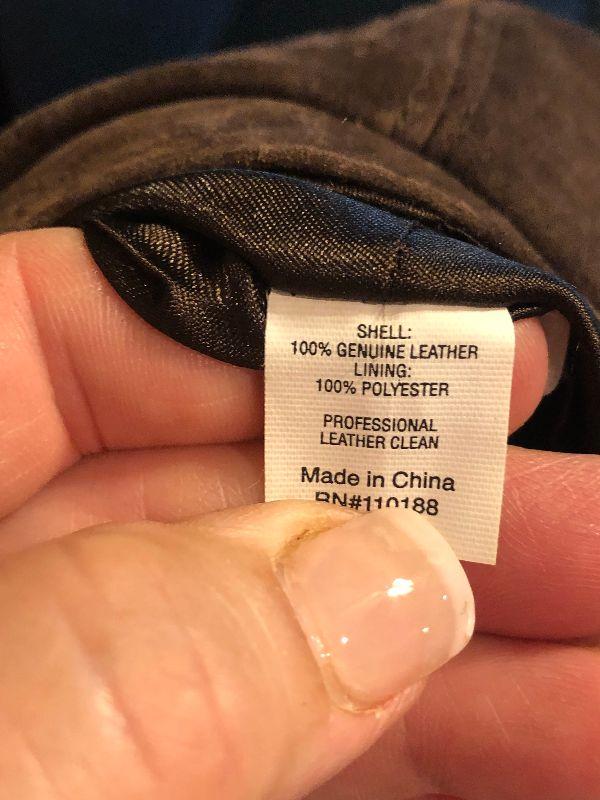 SHELL:
100% GENUINE LEATHER
LINING:
100% POLYESTER
PROFESSIONAL
LEATHER CLEAN
Made in China
RN#110188